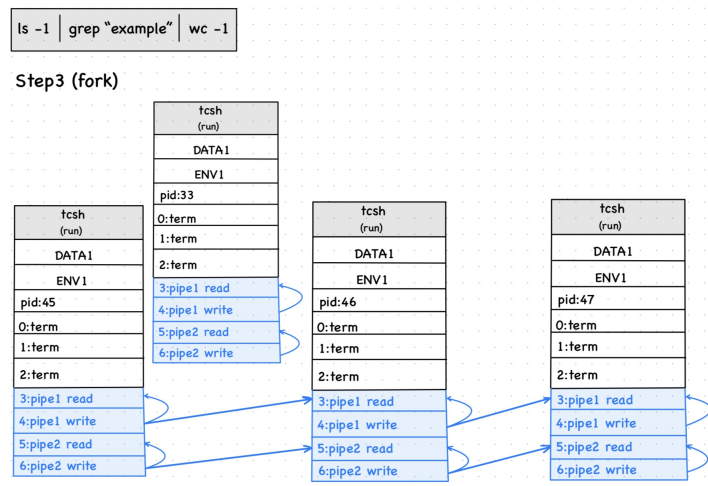 ls -1 | grep “example” | wc -1
Step3 (fork)
tcsh
(run)
DATA1
ENV1
pid:33
0:term
1:term
2:term
3:pipe1 read
4:pipe1 write
5:pipe2 read
6:pipe2 write
tcsh
(run)
DATA1
ENV1
pid:45
0:term
1:term
2:term
3:pipe1 read
4:pipe1 write
5:pipe2 read
6:pipe2 write
tcsh
(run)
DATA1
ENV1
pid:46
0:term
1:term
2:term
3:pipe1 read
4:pipe1 write
5:pipe2 read
6:pipe2 write
tcsh
(run)
DATA1
ENV1
pid:47
0:term
1:term
2:term
3:pipe1 read
4:pipe1 write
5:pipe2 read
6:pipe2 write